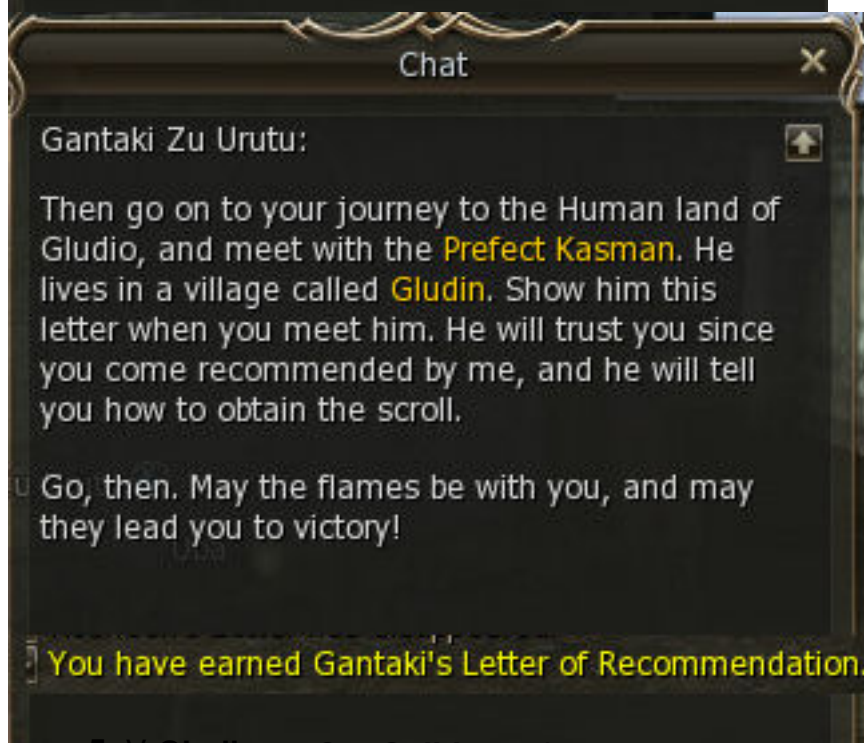 Chat
Gantaki Zu Urutu:
Then go on to your journey to the Human land of
Gludio, and meet with the Prefect Kasman. He
lives in a village called Gludin. Show him this
letter when you meet him. He will trust you since
you come recommended by me, and he will tell
you how to obtain the scroll.
Go, then. May the flames be with you, and may
they lead you to victory!
You have earned Gantaki's Letter of Recommendation.